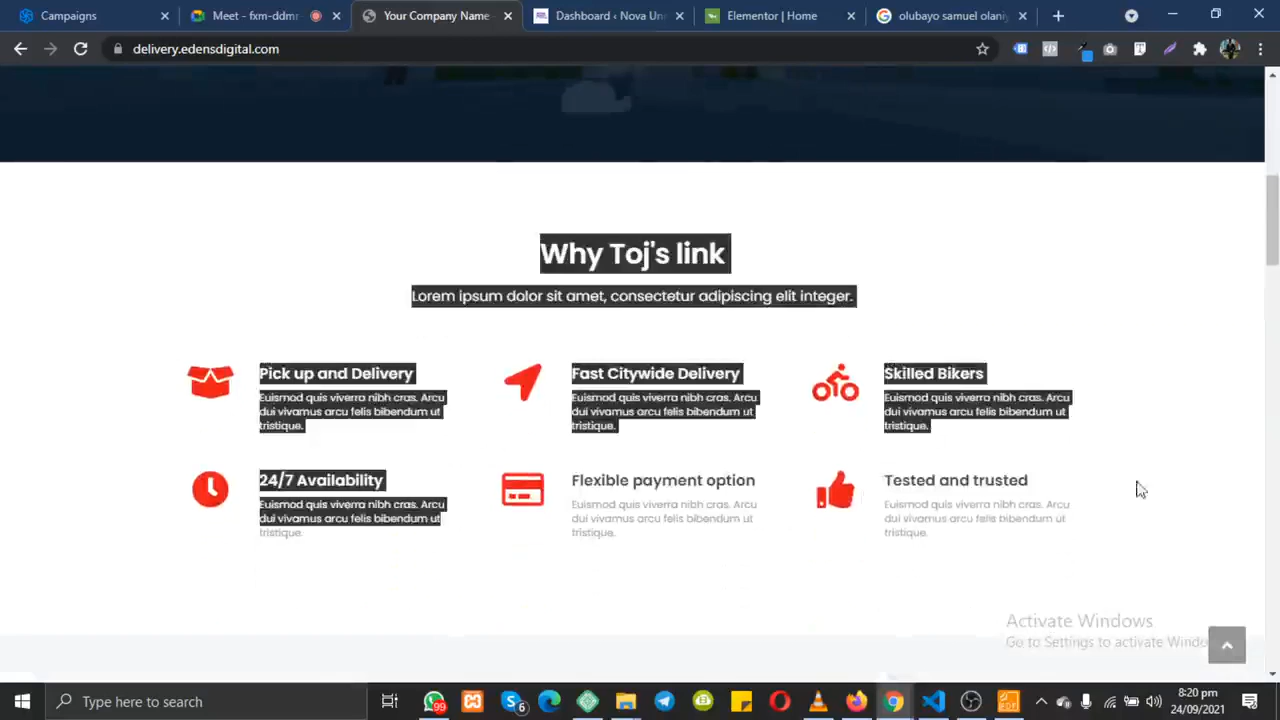 Campaigns
Meet - fxm-ddmr
Your Company Name -
Dashboard ‹ Nova Un
Elementor | Home
olubayo samuel olani
delivery.edensdigital.com
Why Toj's link
Lorem ipsum dolor sit amet, consectetur adipiscing elit integer.
Pick up and Delivery
Euismod quis viverra nibh cras. Arcu
dui vivamus arcu felis bibendum ut
tristique.
Fast Citywide Delivery
Euismod quis viverra nibh cras. Arcu
dui vivamus arcu felis bibendum ut
tristique.
Skilled Bikers
Euismod quis viverra nibh cras. Arcu
dui vivamus arcu felis bibendum ut
tristique.
24/7 Availability
Euismod quis viverra nibh cras. Arcu
dui vivamus arcu felis bibendum ut
tristique.
Flexible payment option
Euismod quis viverra nibh cras. Arcu
dui vivamus arcu felis bibendum ut
tristique.
Tested and trusted
Euismod quis viverra nibh cras. Arcu
dui vivamus arcu felis bibendum ut
tristique.
Activate Windows
Go to Settings to activate Windo
Type here to search
99
6
8:20 pm
24/09/2021